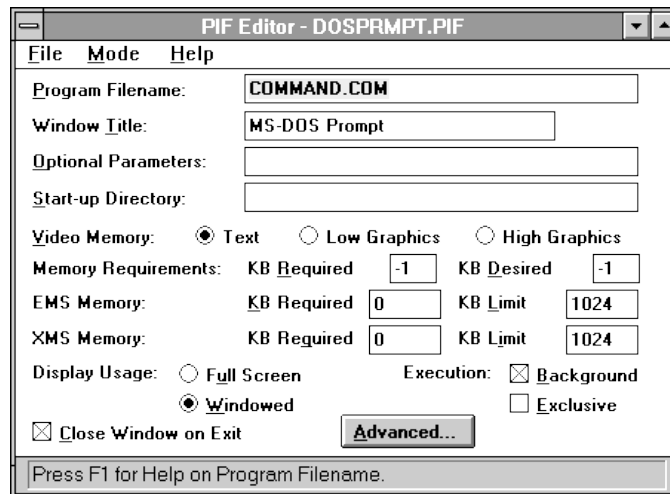 PIF Editor - DOSPRMPT.PIF
File Mode Help
Program Filename: COMMAND.COM
Window Title: MS-DOS Prompt
Optional Parameters:
Start-up Directory:
Video Memory: Text Low Graphics High Graphics
Memory Requirements: KB Required -1 KB Desired -1
EMS Memory: KB Required 0 KB Limit 1024
XMS Memory: KB Required 0 KB Limit 1024
Display Usage: Full Screen Execution: Background
Windowed Exclusive
Close Window on Exit Advanced...
Press F1 for Help on Program Filename.